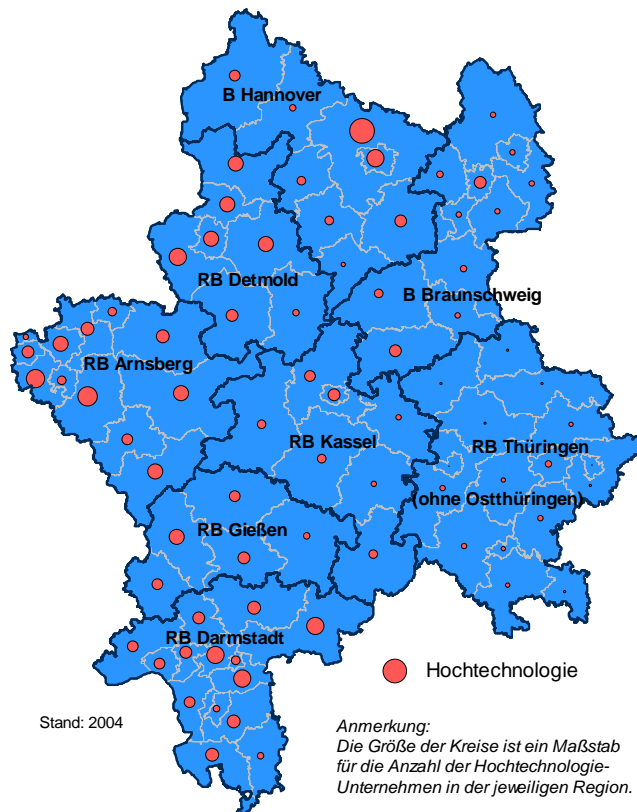 B Hannover
RB Detmold
B Braunschweig
RB Arnsberg
RB Kassel
RB Thüringen
(ohne Ostthüringen)
RB Gießen
RB Darmstadt
Hochtechnologie
Stand: 2004
Anmerkung:
Die Größe der Kreise ist ein Maßstab
für die Anzahl der Hochtechnologie-
Unternehmen in der jeweiligen Region.